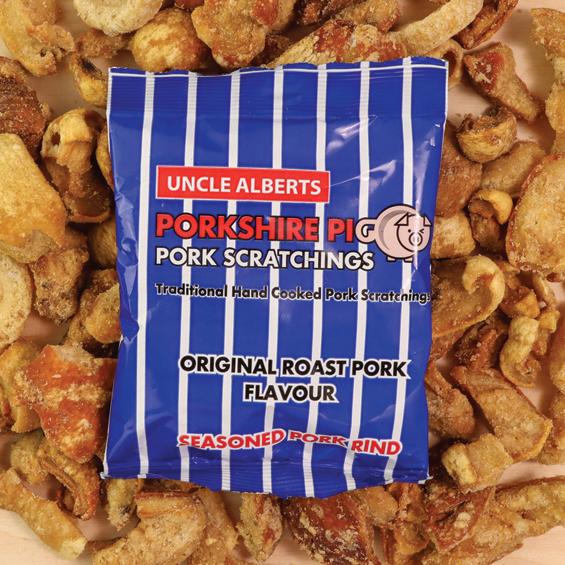 UNCLE ALBERTS
PORKSHIRE PIG
PORK SCRATCHINGS
Traditional Hand Cooked Pork Scratchings
ORIGINAL ROAST PORK
FLAVOUR
SEASONED PORK RIND